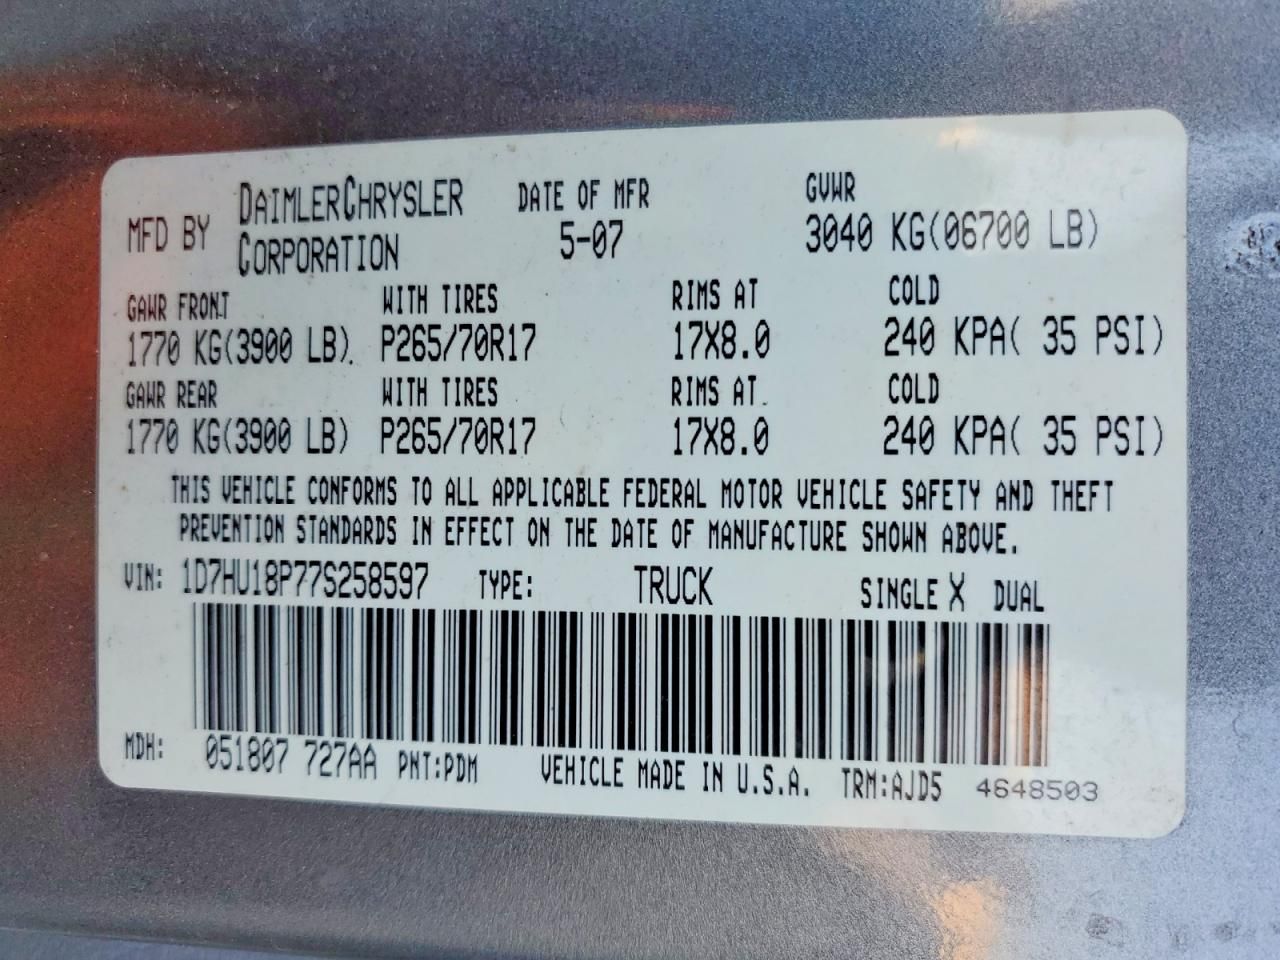 MFD BY DAIMLERCHRYSLER CORPORATION DATE OF MFR 5-07 GVWR 3040 KG(06700 LB)
GAWR FRONT WITH TIRES RIMS AT COLD
1770 KG(3900 LB) P265/70R17 17X8.0 240 KPA( 35 PSI)
GAWR REAR WITH TIRES RIMS AT COLD
1770 KG(3900 LB) P265/70R17 17X8.0 240 KPA( 35 PSI)
THIS VEHICLE CONFORMS TO ALL APPLICABLE FEDERAL MOTOR VEHICLE SAFETY AND THEFT
PREVENTION STANDARDS IN EFFECT ON THE DATE OF MANUFACTURE SHOWN ABOVE.
VIN: 1D7HU18P77S258597 TYPE: TRUCK SINGLE X DUAL
MDH: 051807 727AA PNT:PDM VEHICLE MADE IN U.S.A. TRM:AJD5 4648503